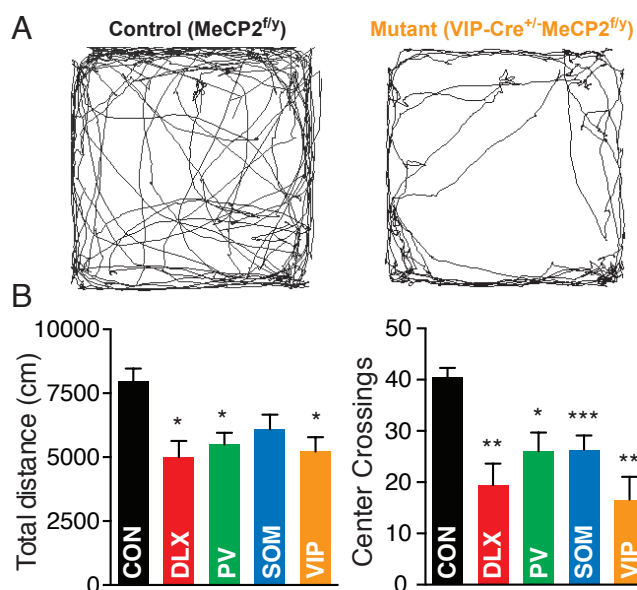 A
Control (MeCP2f/y)
Mutant (VIP-Cre+/-MeCP2f/y)
B
Total distance (cm)
10000
7500
5000
2500
0
* * *
CON
DLX
PV
SOM
VIP
Center Crossings
50
40
30
20
10
0
** * *** **
CON
DLX
PV
SOM
VIP